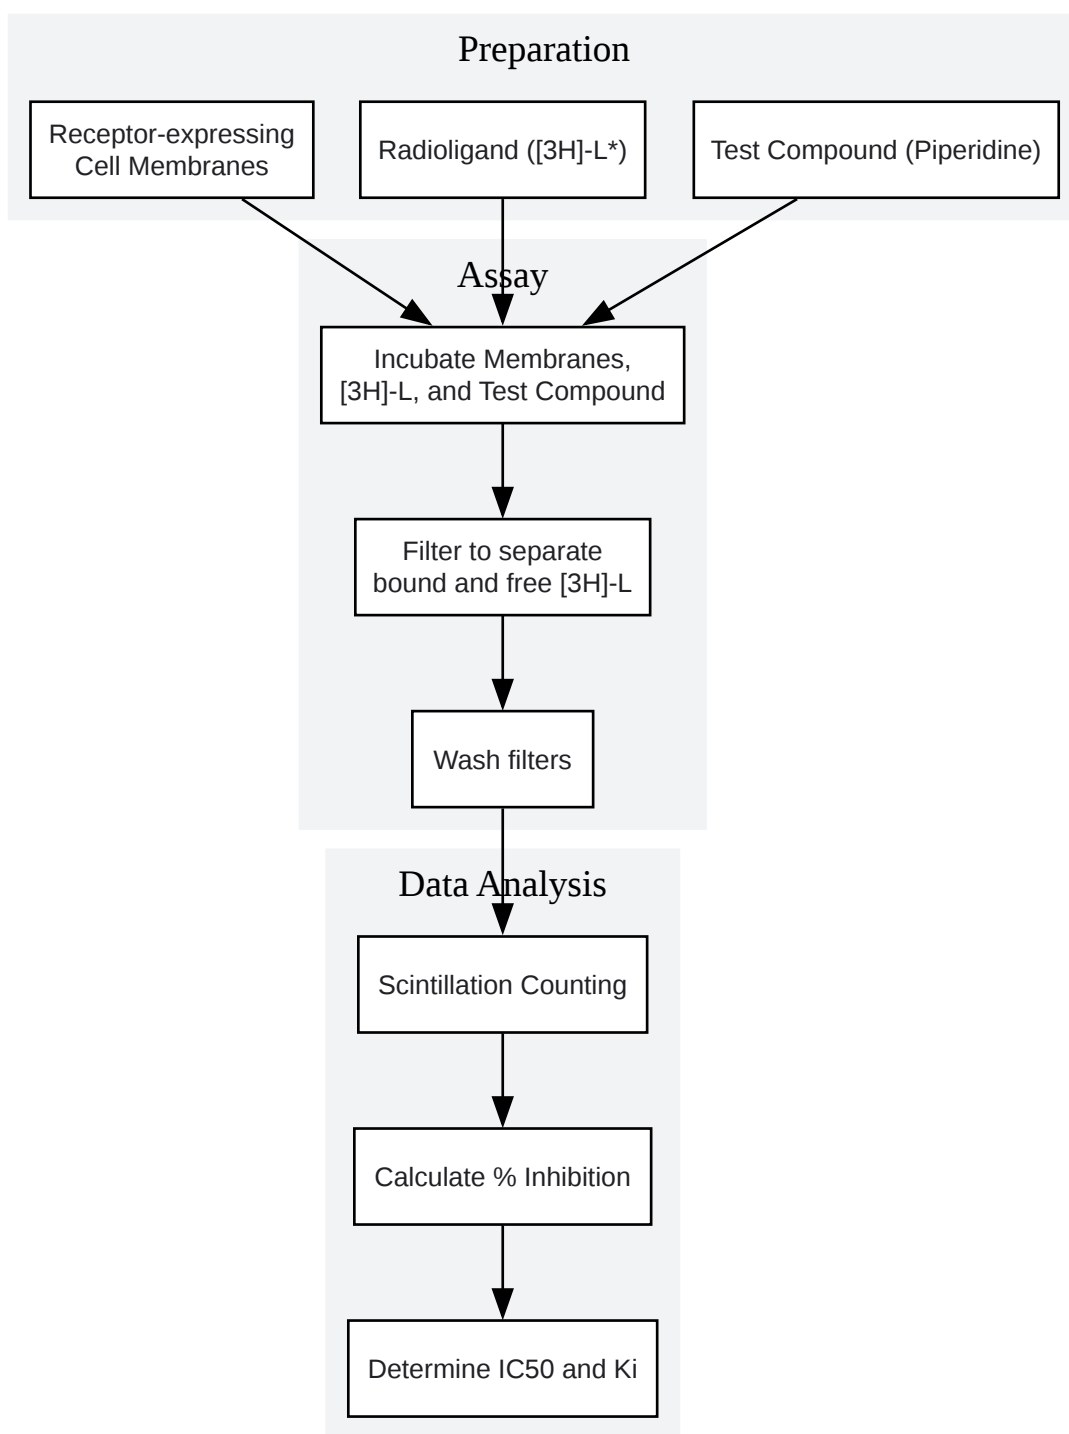 Preparation
Receptor-expressing
Cell Membranes
Radioligand ([3H]-L*)
Test Compound (Piperidine)
Assay
Incubate Membranes,
[3H]-L, and Test Compound
Filter to separate
bound and free [3H]-L
Wash filters
Data Analysis
Scintillation Counting
Calculate % Inhibition
Determine IC50 and Ki